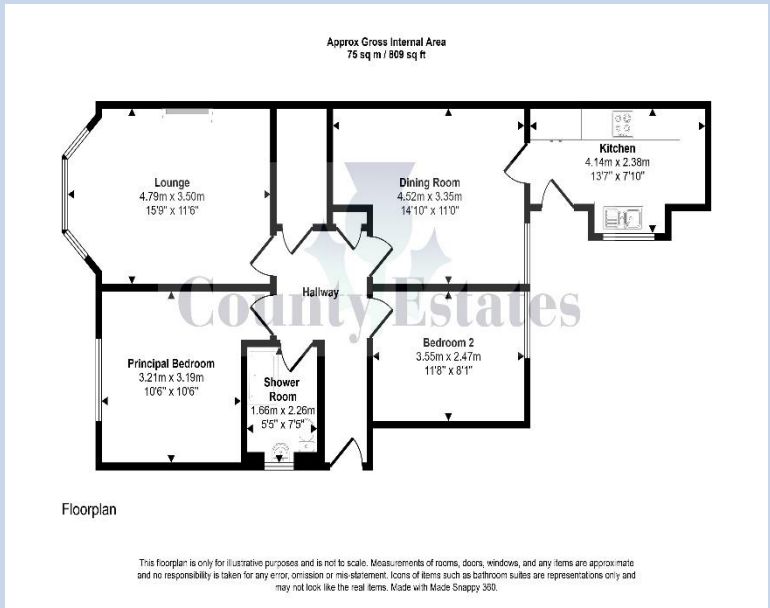 Approx Gross Internal Area
75 sq m / 809 sq ft
Lounge
4.79m x 3.50m
15'9" x 11'6"
Dining Room
4.52m x 3.35m
14'10" x 11'0"
Kitchen
4.14m x 2.38m
13'7" x 7'10"
Hallway
County Estates
Principal Bedroom
3.21m x 3.19m
10'6" x 10'6"
Shower
Room
1.66m x 2.26m
5'5" x 7'5"
Bedroom 2
3.55m x 2.47m
11'8" x 8'1"
Floorplan
This floorplan is only for illustrative purposes and is not to scale. Measurements of rooms, doors, windows, and any items are approximate
and no responsibility is taken for any error, omission or mis-statement. Icons of items such as bathroom suites are representations only and
may not look like the real items. Made with Made Snappy 360.